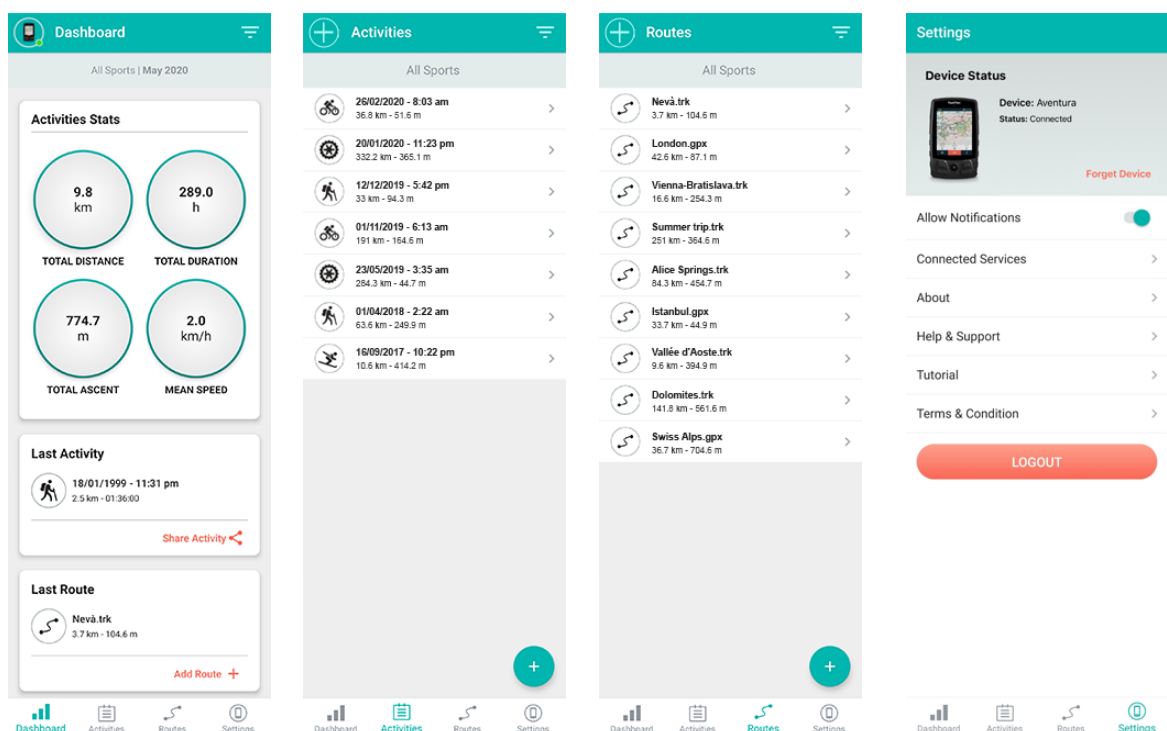 Dashboard
All Sports | May 2020
Activities Stats
9.8
km
289.0
h
TOTAL DISTANCE
TOTAL DURATION
774.7
m
2.0
km/h
TOTAL ASCENT
MEAN SPEED
Last Activity
18/01/1999 - 11:31 pm
2.5 km - 01:36:00
Share Activity
Last Route
Nevà.trk
3.7 km - 104.6 m
Add Route
Dashboard
Activities
Routes
Settings
Activities
All Sports
26/02/2020 - 8:03 am
36.8 km - 51.6 m
20/01/2020 - 11:23 pm
332.2 km - 365.1 m
12/12/2019 - 5:42 pm
33 km - 94.3 m
01/11/2019 - 6:13 am
191 km - 164.6 m
23/05/2019 - 3:35 am
284.3 km - 44.7 m
01/04/2018 - 2:22 am
63.6 km - 249.9 m
16/09/2017 - 10:22 pm
10.6 km - 414.2 m
Dashboard
Activities
Routes
Settings
Routes
All Sports
Nevà.trk
3.7 km - 104.6 m
London.gpx
42.6 km - 87.1 m
Vienna-Bratislava.trk
16.6 km - 254.3 m
Summer trip.trk
251 km - 364.6 m
Alice Springs.trk
84.3 km - 454.7 m
Istanbul.gpx
33.7 km - 44.9 m
Vallée d'Aoste.trk
9.6 km - 394.9 m
Dolomites.trk
141.8 km - 561.6 m
Swiss Alps.gpx
36.7 km - 704.6 m
Dashboard
Activities
Routes
Settings
Settings
Device Status
Device: Aventura
Status: Connected
Forget Device
Allow Notifications
Connected Services
About
Help & Support
Tutorial
Terms & Condition
LOGOUT
Dashboard
Activities
Routes
Settings